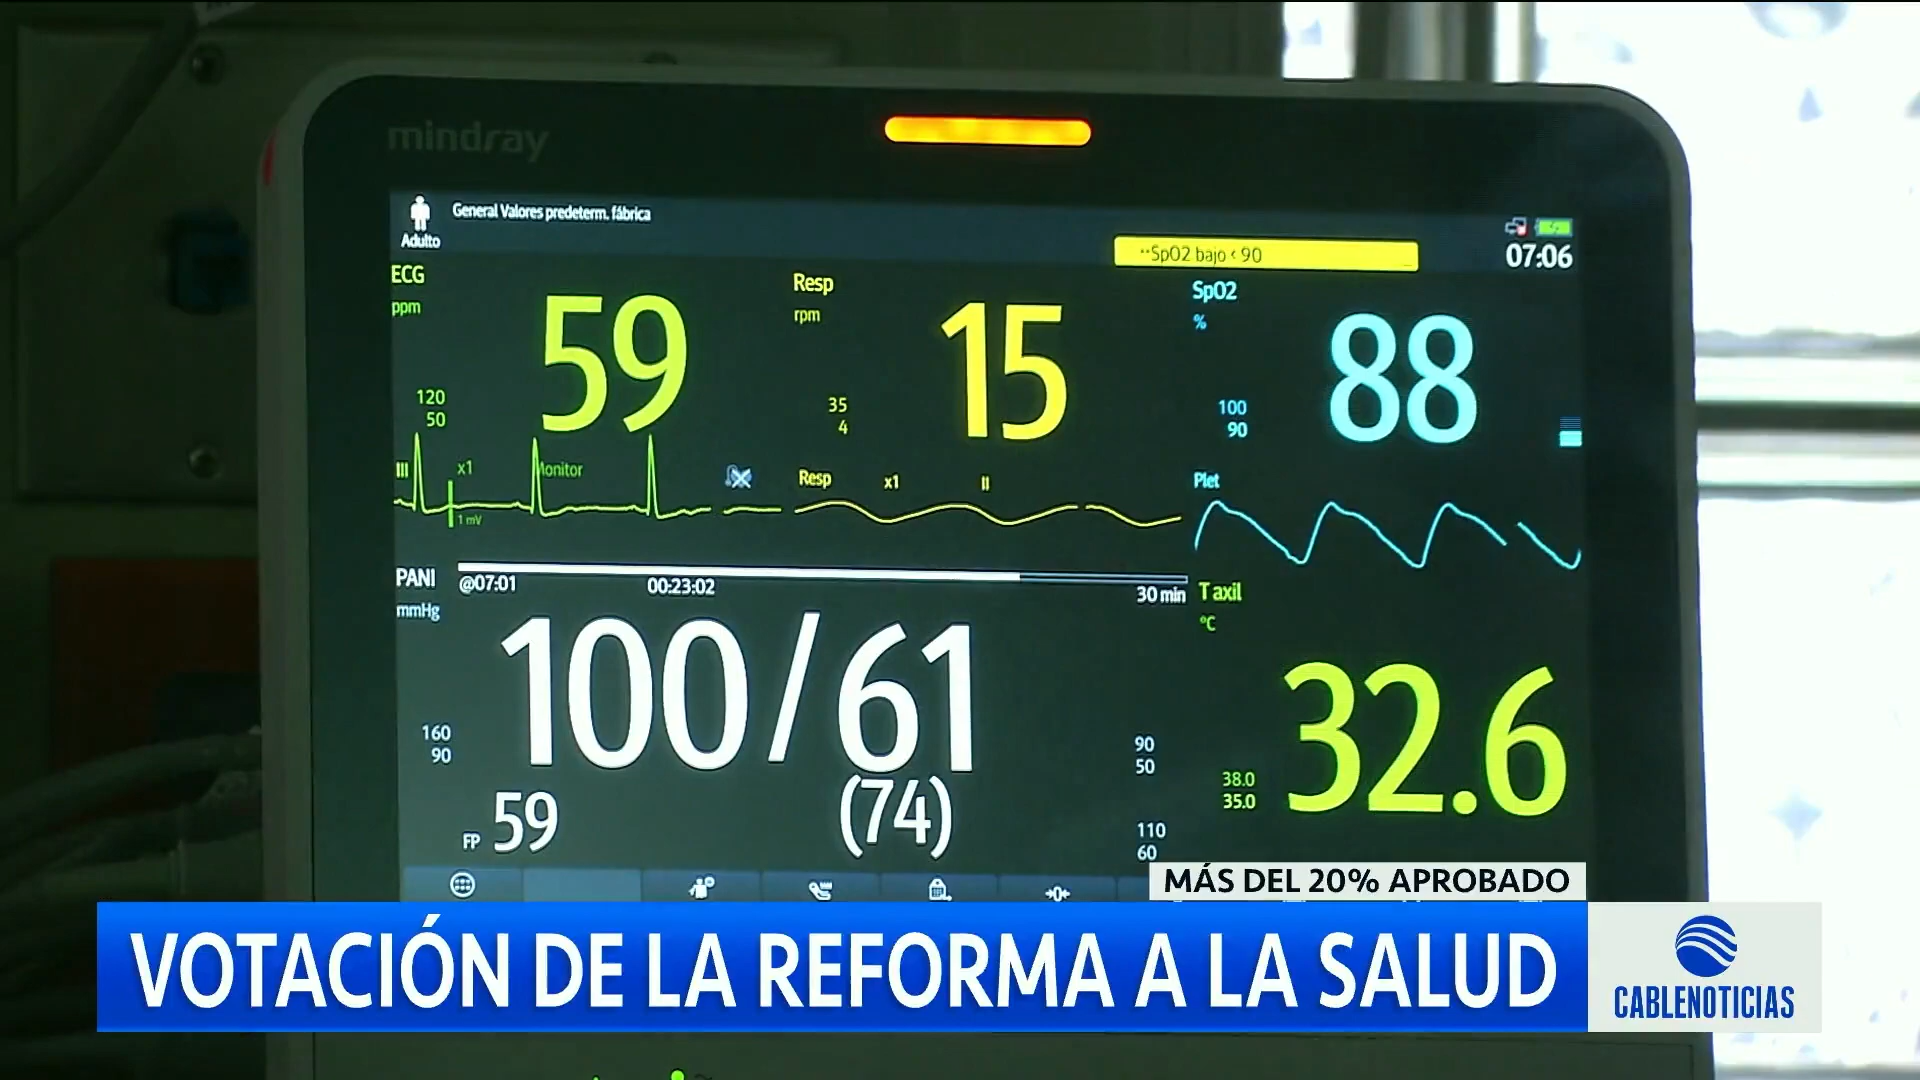 mindray
General Valores predeterm. fábrica
Adulto
**SpO2 bajo < 90
07:06
ECG
ppm
59
120
50
Resp
rpm
15
35
4
SpO2
%
88
100
90
III
x1
Monitor
1 mV
Resp
x1
II
Plet
PANI
mmHg
@07:01
00:23:02
30 min
100/61
(74)
160
90
90
50
110
60
FP 59
T axil
°C
32.6
38.0
35.0
MÁS DEL 20% APROBADO
VOTACIÓN DE LA REFORMA A LA SALUD
CABLENOTICIAS